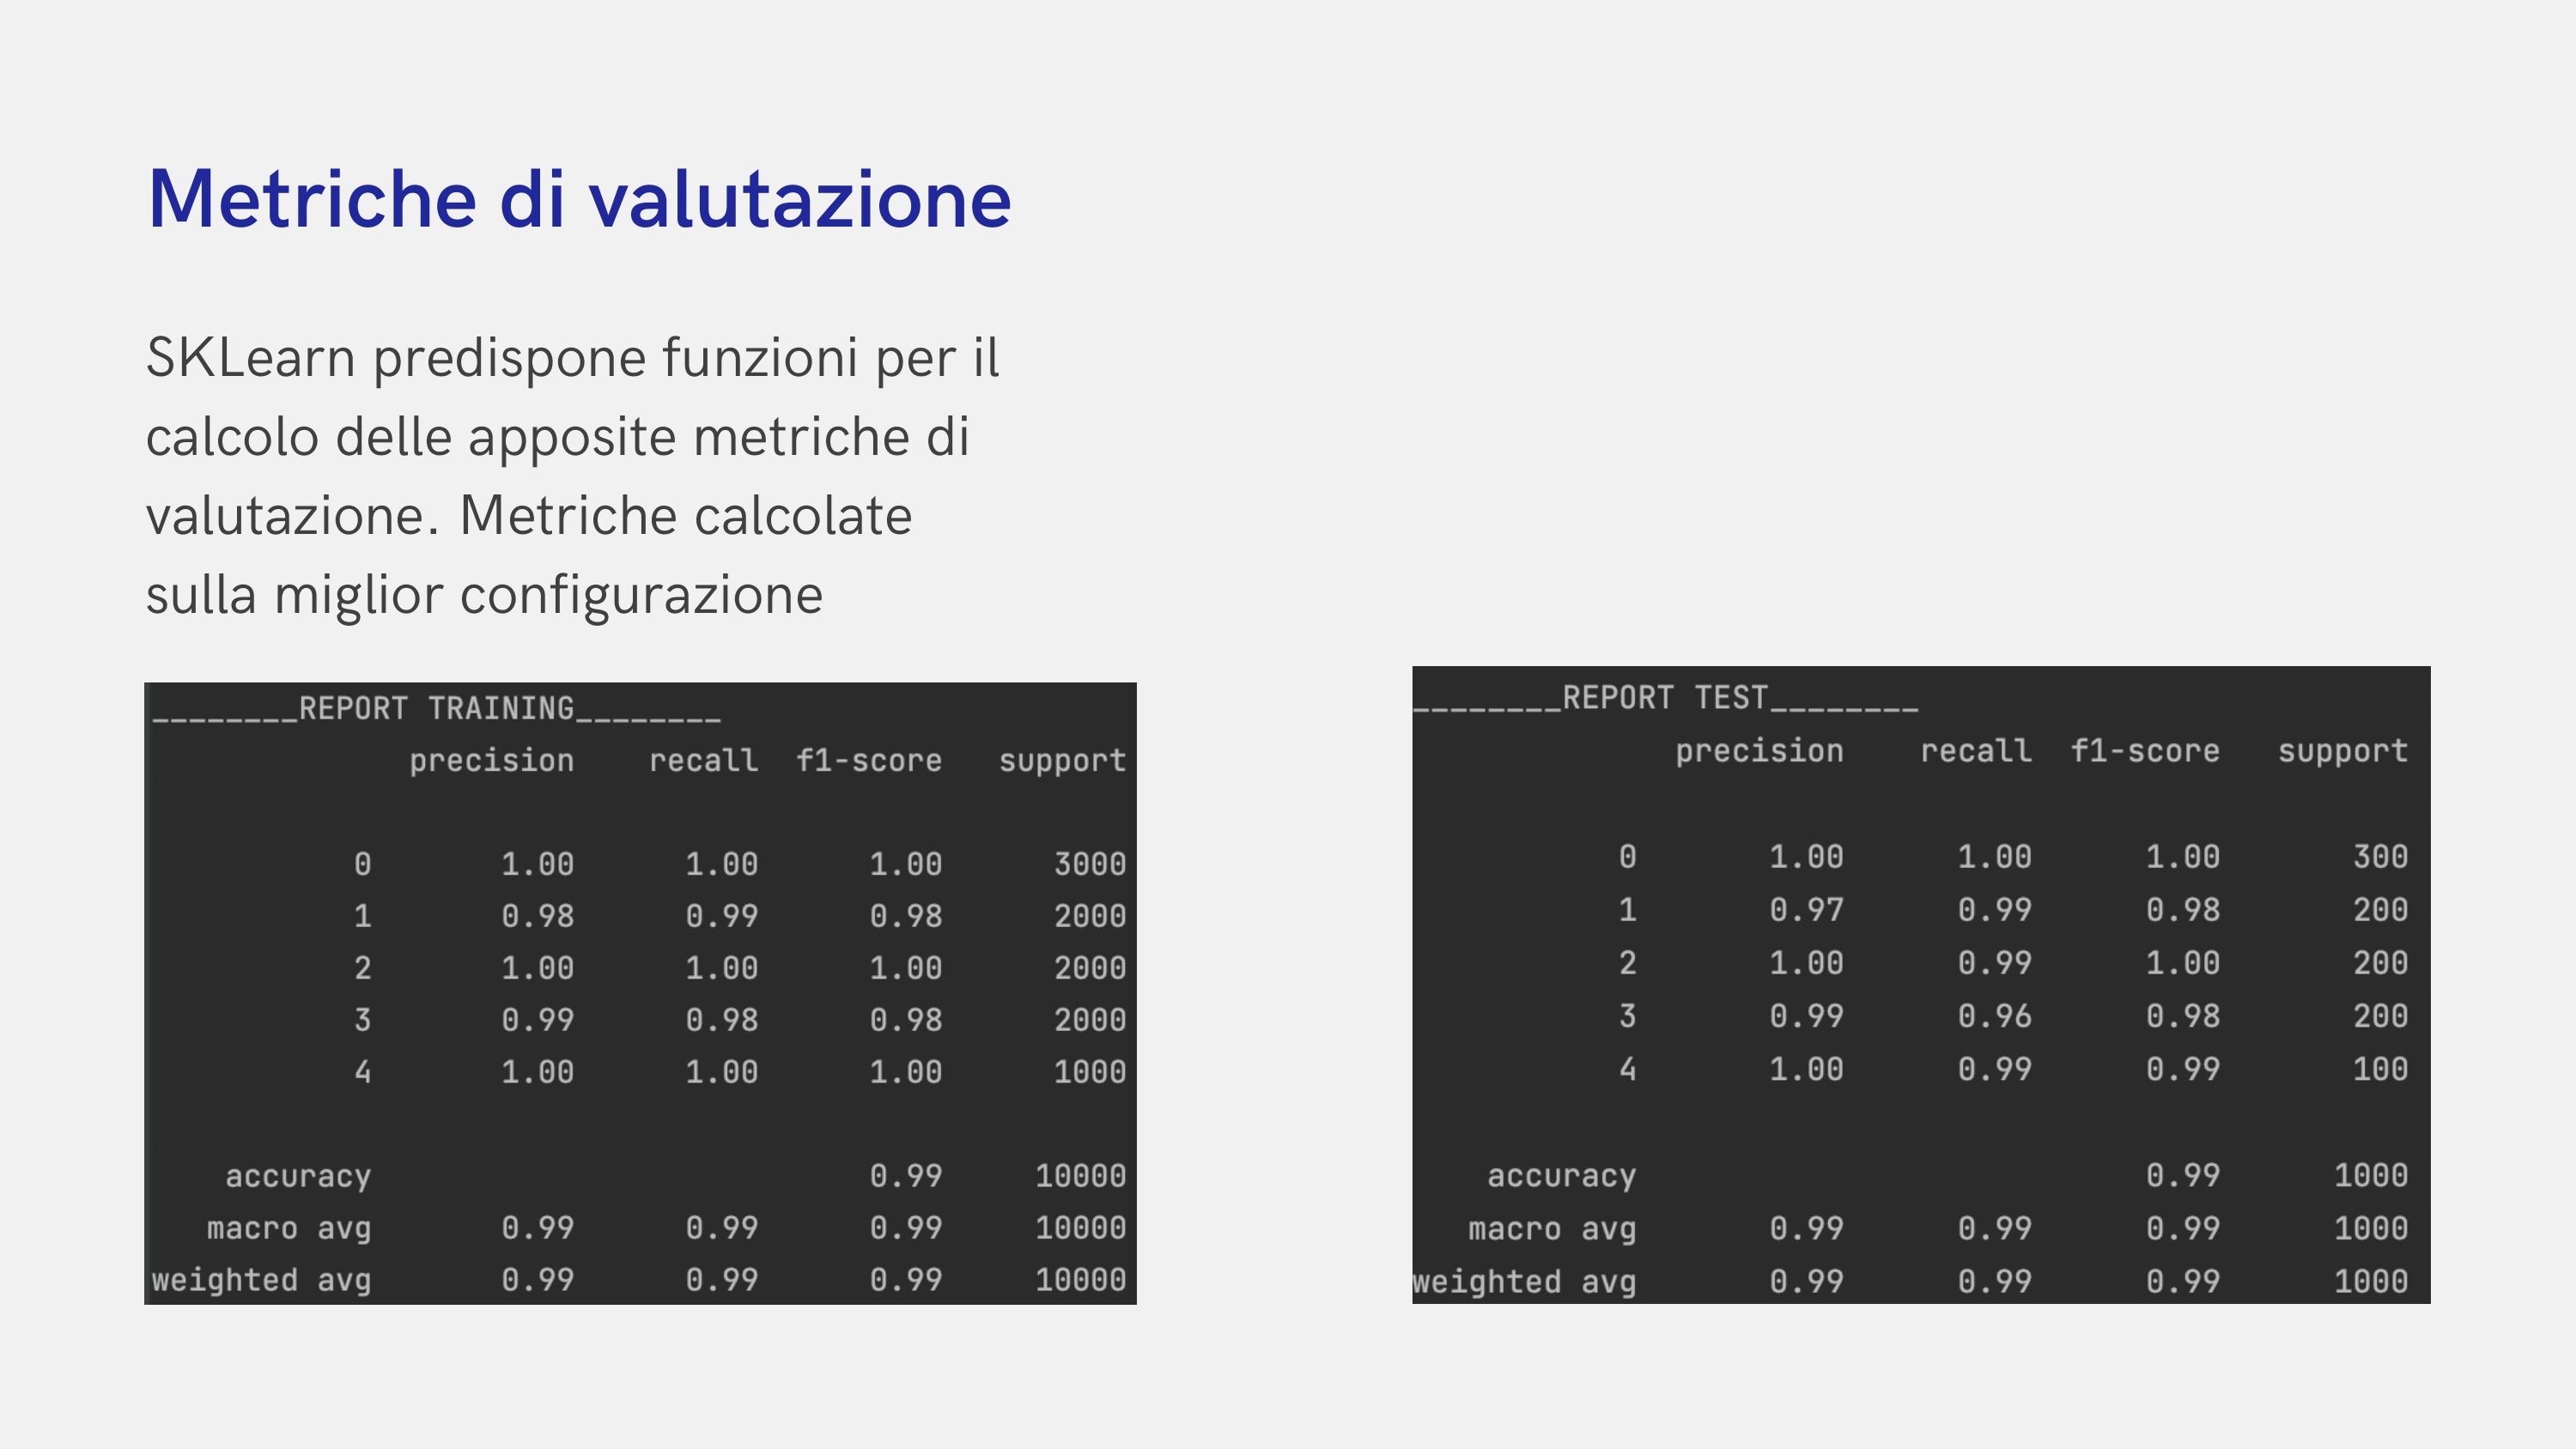 Metriche di valutazione
SKLearn predispone funzioni per il
calcolo delle apposite metriche di
valutazione. Metriche calcolate
sulla miglior configurazione
________REPORT TRAINING________
precision recall f1-score support
0 1.00 1.00 1.00 3000
1 0.98 0.99 0.98 2000
2 1.00 1.00 1.00 2000
3 0.99 0.98 0.98 2000
4 1.00 1.00 1.00 1000
accuracy 0.99 10000
macro avg 0.99 0.99 0.99 10000
weighted avg 0.99 0.99 0.99 10000
________REPORT TEST________
precision recall f1-score support
0 1.00 1.00 1.00 300
1 0.97 0.99 0.98 200
2 1.00 0.99 1.00 200
3 0.99 0.96 0.98 200
4 1.00 0.99 0.99 100
accuracy 0.99 1000
macro avg 0.99 0.99 0.99 1000
weighted avg 0.99 0.99 0.99 1000